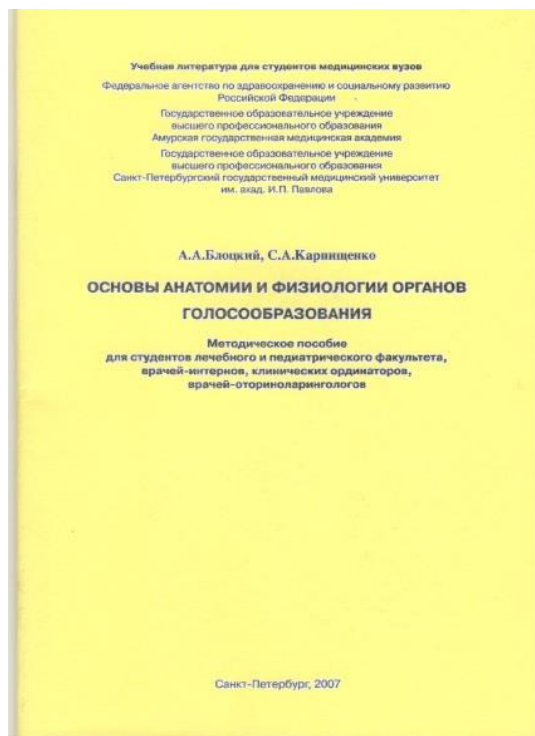 Учебная литература для студентов медицинских вузов
Федеральное агентство по здравоохранению и социальному развитию
Российской Федерации
Государственное образовательное учреждение
высшего профессионального образования
Амурская государственная медицинская академия
Государственное образовательное учреждение
высшего профессионального образования
Санкт-Петербургский государственный медицинский университет
им. акад. И.П. Павлова
А.А.Блоцкий, С.А.Карпищенко
ОСНОВЫ АНАТОМИИ И ФИЗИОЛОГИИ ОРГАНОВ
ГОЛОСООБРАЗОВАНИЯ
Методическое пособие
для студентов лечебного и педиатрического факультета,
врачей-интернов, клинических ординаторов,
врачей-оториноларингологов
Санкт-Петербург, 2007